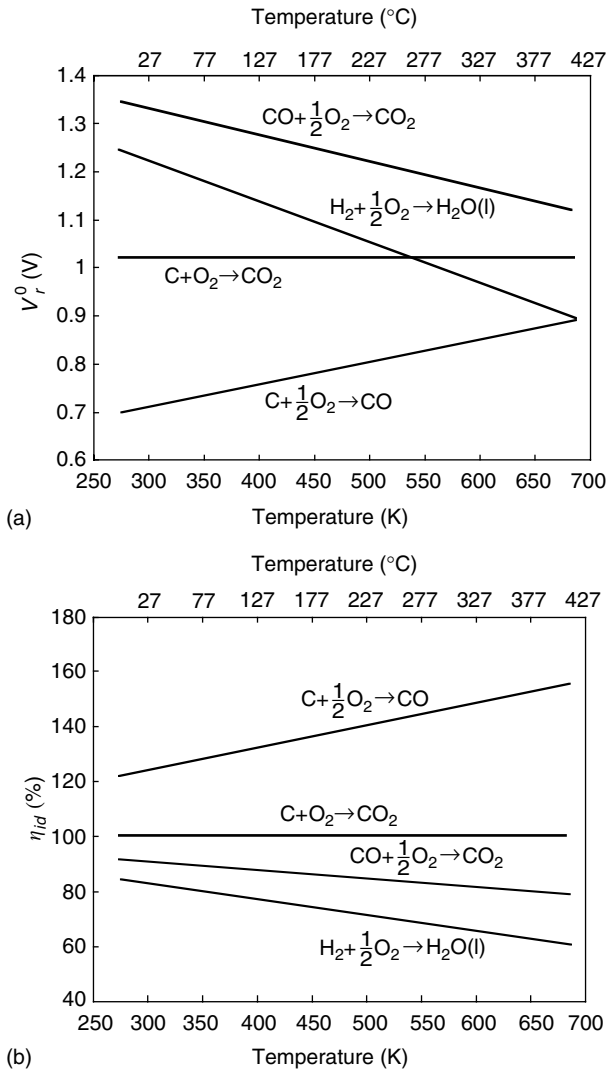 Temperature (°C)
27 77 127 177 227 277 327 377 427
1.4
CO+1/2O₂→CO₂
1.3
1.2
H₂+1/2O₂→H₂O(l)
1.1
1
C+O₂→CO₂
V⁰ᵣ (V)
0.9
0.8
C+1/2O₂→CO
0.7
0.6
250 300 350 400 450 500 550 600 650 700
(a) Temperature (K)
Temperature (°C)
27 77 127 177 227 277 327 377 427
180
160
C+1/2O₂→CO
140
120
C+O₂→CO₂
η_id (%)
100
CO+1/2O₂→CO₂
80
60
H₂+1/2O₂→H₂O(l)
40
250 300 350 400 450 500 550 600 650 700
(b) Temperature (K)